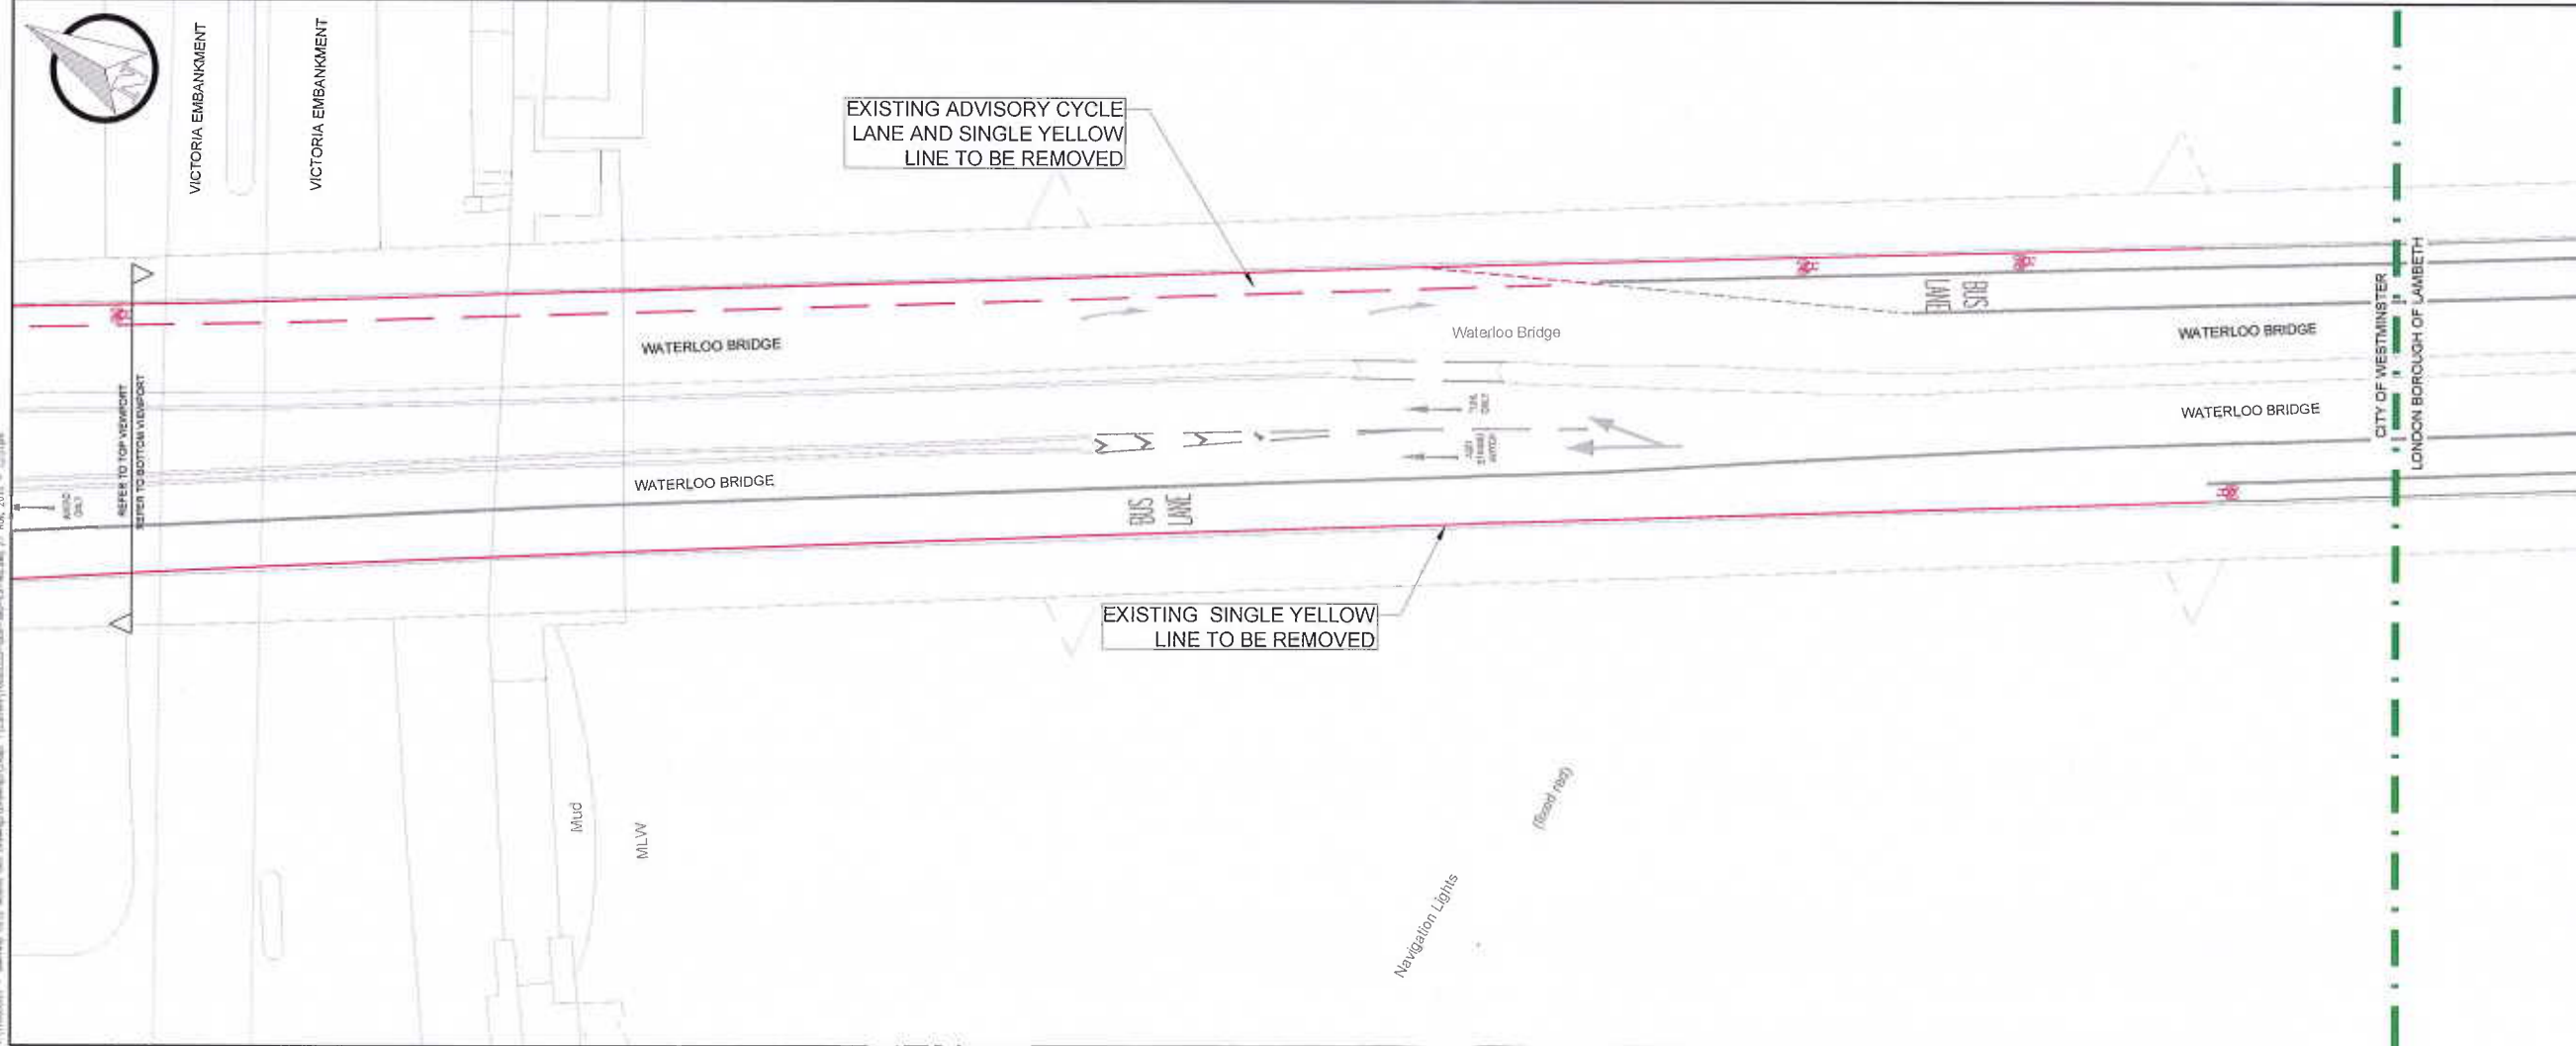 VICTORIA EMBANKMENT
VICTORIA EMBANKMENT
EXISTING ADVISORY CYCLE
LANE AND SINGLE YELLOW
LINE TO BE REMOVED
WATERLOO BRIDGE
Waterloo Bridge
BUS
LANE
WATERLOO BRIDGE
WATERLOO BRIDGE
CITY OF WESTMINSTER
LONDON BOROUGH OF LAMBETH
REFER TO TOP VIEWPORT
REFER TO BOTTOM VIEWPORT
WATERLOO BRIDGE
BUS
LANE
EXISTING SINGLE YELLOW
LINE TO BE REMOVED
Mud
MLW
(fixed red)
Navigation Lights